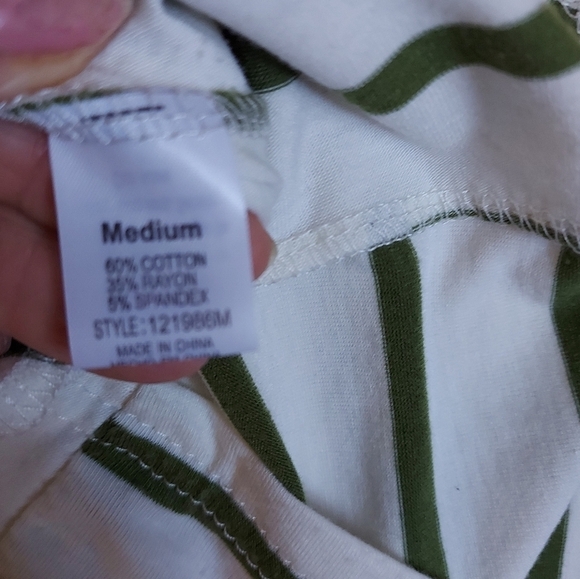 Medium
60% COTTON
35% RAYON
5% SPANDEX
STYLE:121986M
MADE IN CHINA